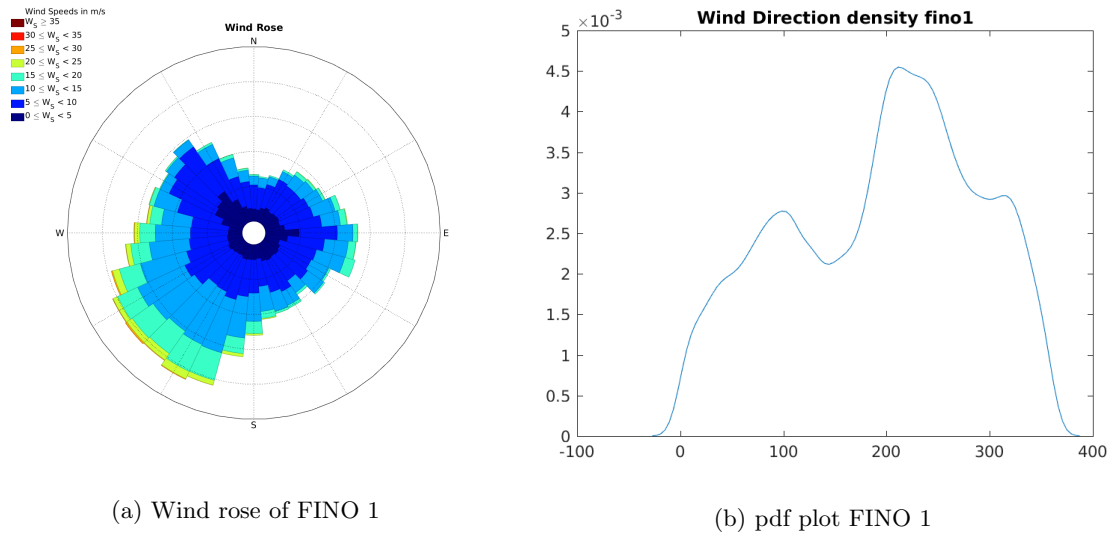 Wind Speeds in m/s
W_S ≥ 35
30 ≤ W_S < 35
25 ≤ W_S < 30
20 ≤ W_S < 25
15 ≤ W_S < 20
10 ≤ W_S < 15
5 ≤ W_S < 10
0 ≤ W_S < 5
Wind Rose
N
W
E
S
(a) Wind rose of FINO 1
Wind Direction density fino1
×10^-3
5
4.5
4
3.5
3
2.5
2
1.5
1
0.5
0
-100 0 100 200 300 400
(b) pdf plot FINO 1